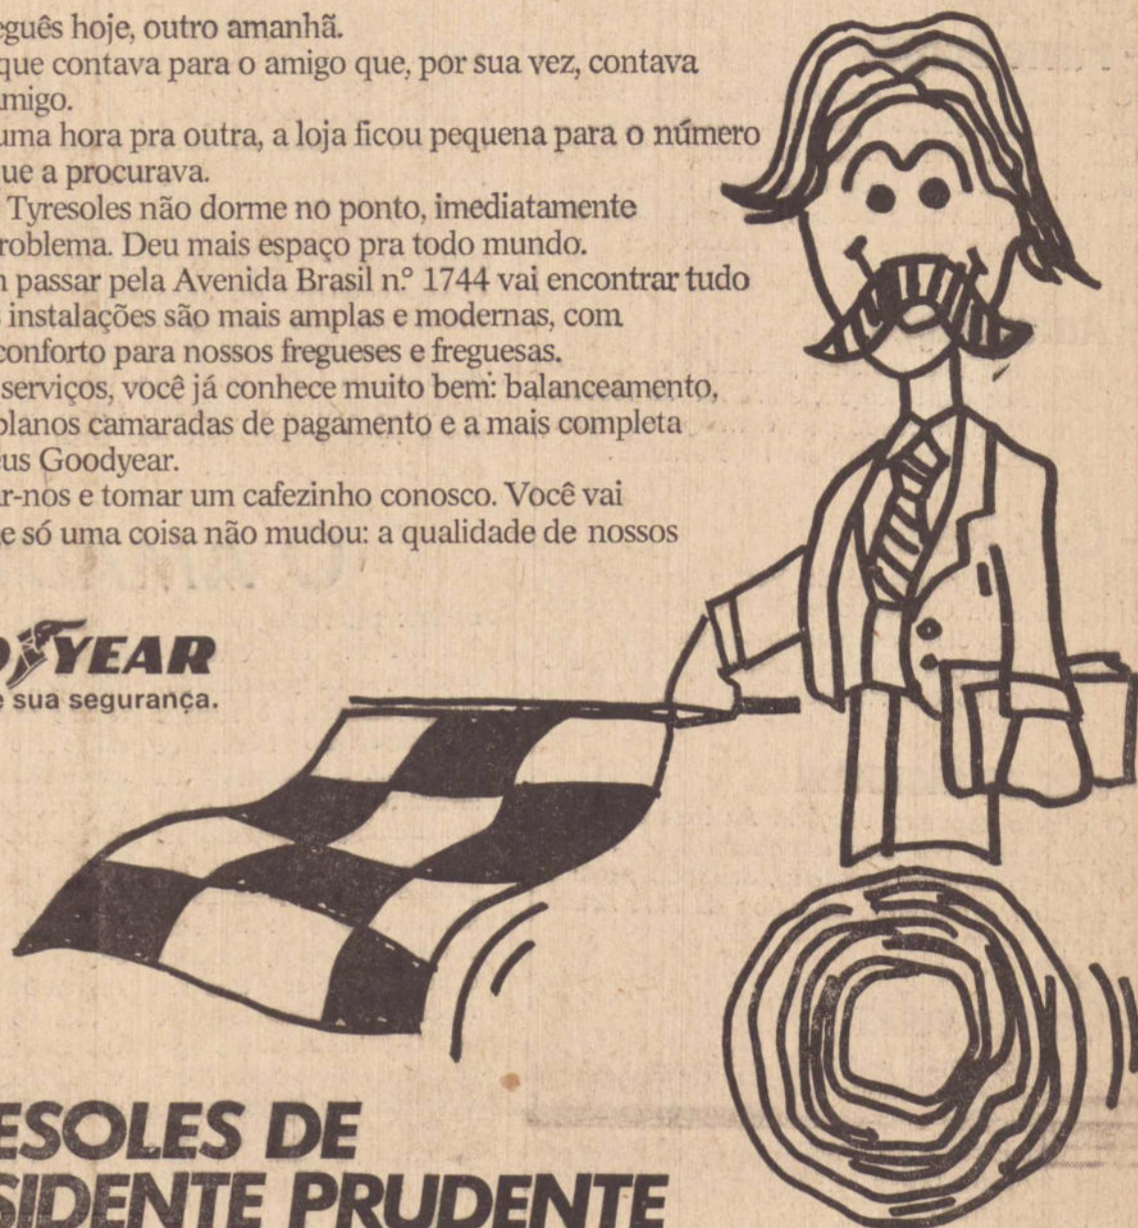 eguês hoje, outro amanhã.
que contava para o amigo que, por sua vez, contava
migo.
uma hora pra outra, a loja ficou pequena para o número
ue a procurava.
Tyresoles não dorme no ponto, imediatamente
roblema. Deu mais espaço pra todo mundo.
n passar pela Avenida Brasil n.º 1744 vai encontrar tudo
s instalações são mais amplas e modernas, com
conforto para nossos fregueses e freguesas.
serviços, você já conhece muito bem: balanceamento,
planos camaradas de pagamento e a mais completa
eus Goodyear.
ar-nos e tomar um cafezinho conosco. Você vai
e só uma coisa não mudou: a qualidade de nossos
YEAR
e sua segurança.
ESOLES DE
SIDENTE PRUDENTE